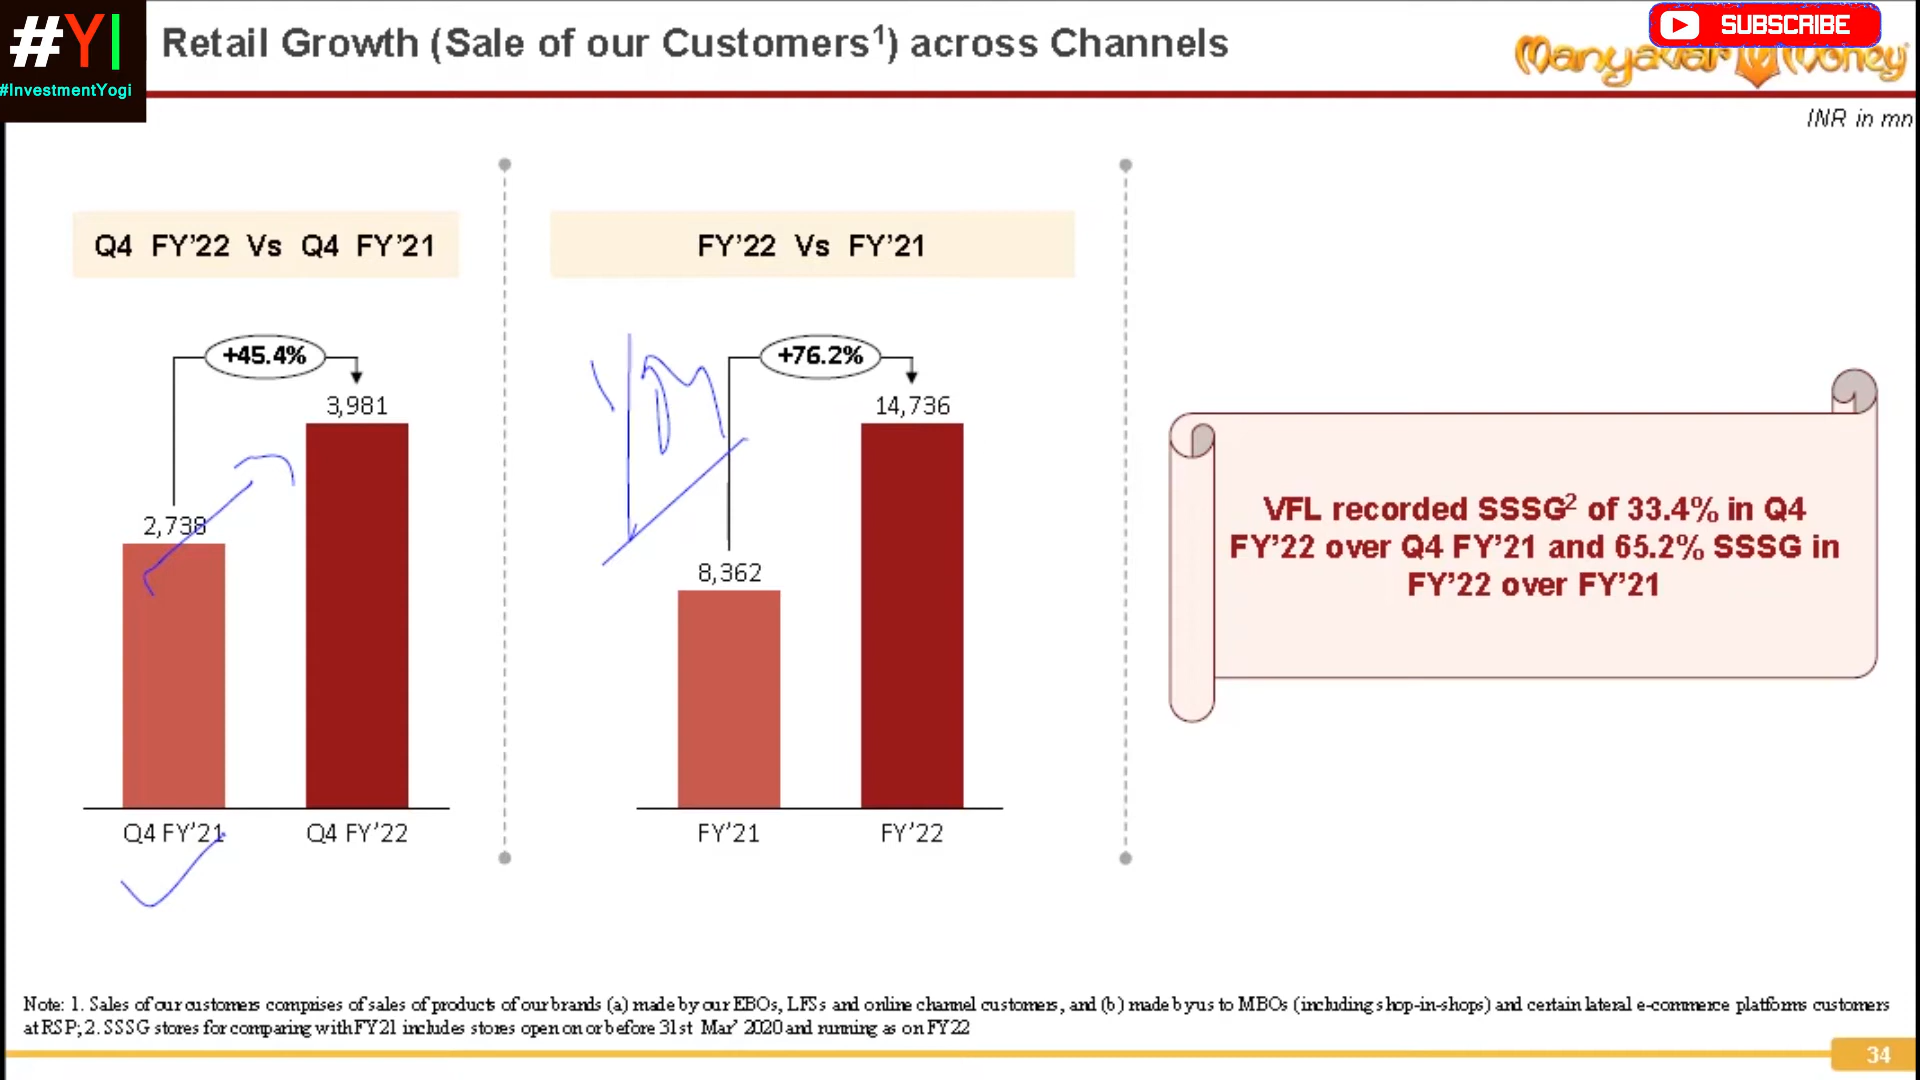 #YI
#InvestmentYogi
Retail Growth (Sale of our Customers¹) across Channels
SUBSCRIBE
Manyavar Mohey
INR in mn
Q4 FY’22 Vs Q4 FY’21
FY’22 Vs FY’21
+45.4%
3,981
2,738
Q4 FY’21
Q4 FY’22
+76.2%
14,736
8,362
FY’21
FY’22
VFL recorded SSSG² of 33.4% in Q4
FY’22 over Q4 FY’21 and 65.2% SSSG in
FY’22 over FY’21
Note: 1. Sales of our customers comprises of sales of products of our brands (a) made by our EBOs, LFSs and online channel customers, and (b) made by us to MBOs (including shop-in-shops) and certain lateral e-commerce platforms customers
at RSP; 2. SSSG stores for comparing with FY21 includes stores open on or before 31st Mar’ 2020 and running as on FY22
34